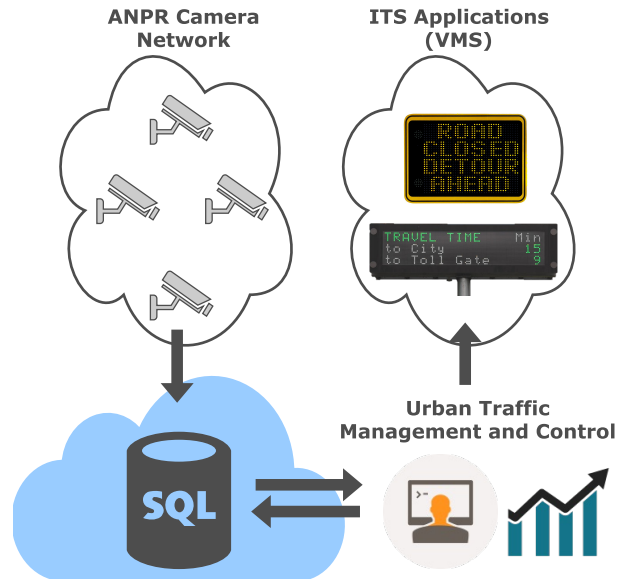 ANPR Camera
Network
ITS Applications
(VMS)
ROAD
CLOSED
DETOUR
AHEAD
TRAVEL TIME Min
to City 15
to Toll Gate 9
Urban Traffic
Management and Control
SQL
>-